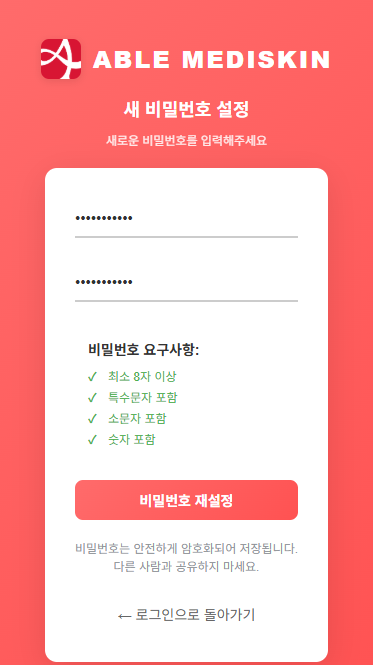 ABLE MEDISKIN
새 비밀번호 설정
새로운 비밀번호를 입력해주세요
•••••••••••
•••••••••••
비밀번호 요구사항:
✓ 최소 8자 이상
✓ 특수문자 포함
✓ 소문자 포함
✓ 숫자 포함
비밀번호 재설정
비밀번호는 안전하게 암호화되어 저장됩니다.
다른 사람과 공유하지 마세요.
← 로그인으로 돌아가기